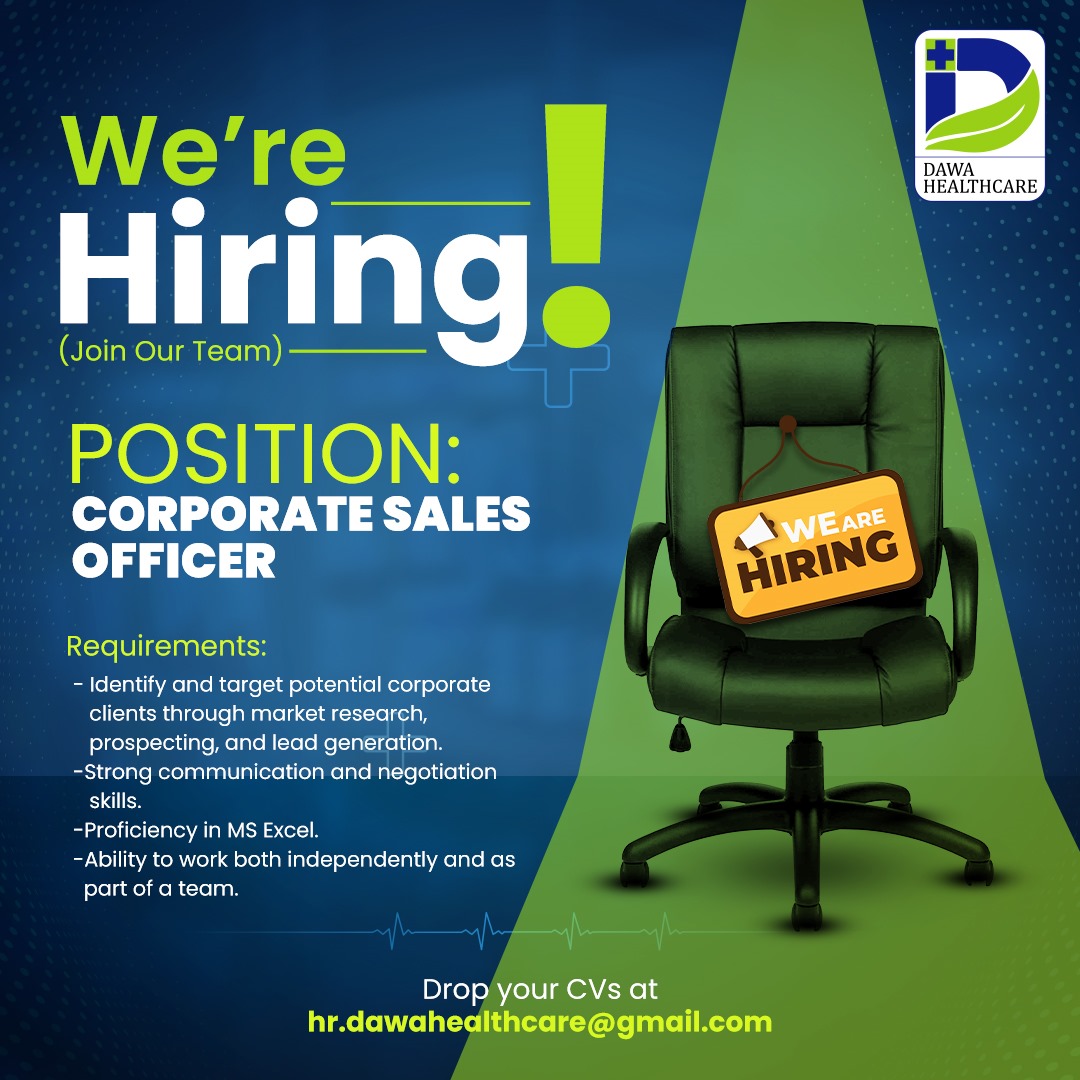 We're
Hiring!
(Join Our Team)
POSITION:
CORPORATE SALES
OFFICER
Requirements:
- Identify and target potential corporate
clients through market research,
prospecting, and lead generation.
-Strong communication and negotiation
skills.
-Proficiency in MS Excel.
-Ability to work both independently and as
part of a team.
DAWA
HEALTHCARE
WE ARE
HIRING
Drop your CVs at
hr.dawahealthcare@gmail.com